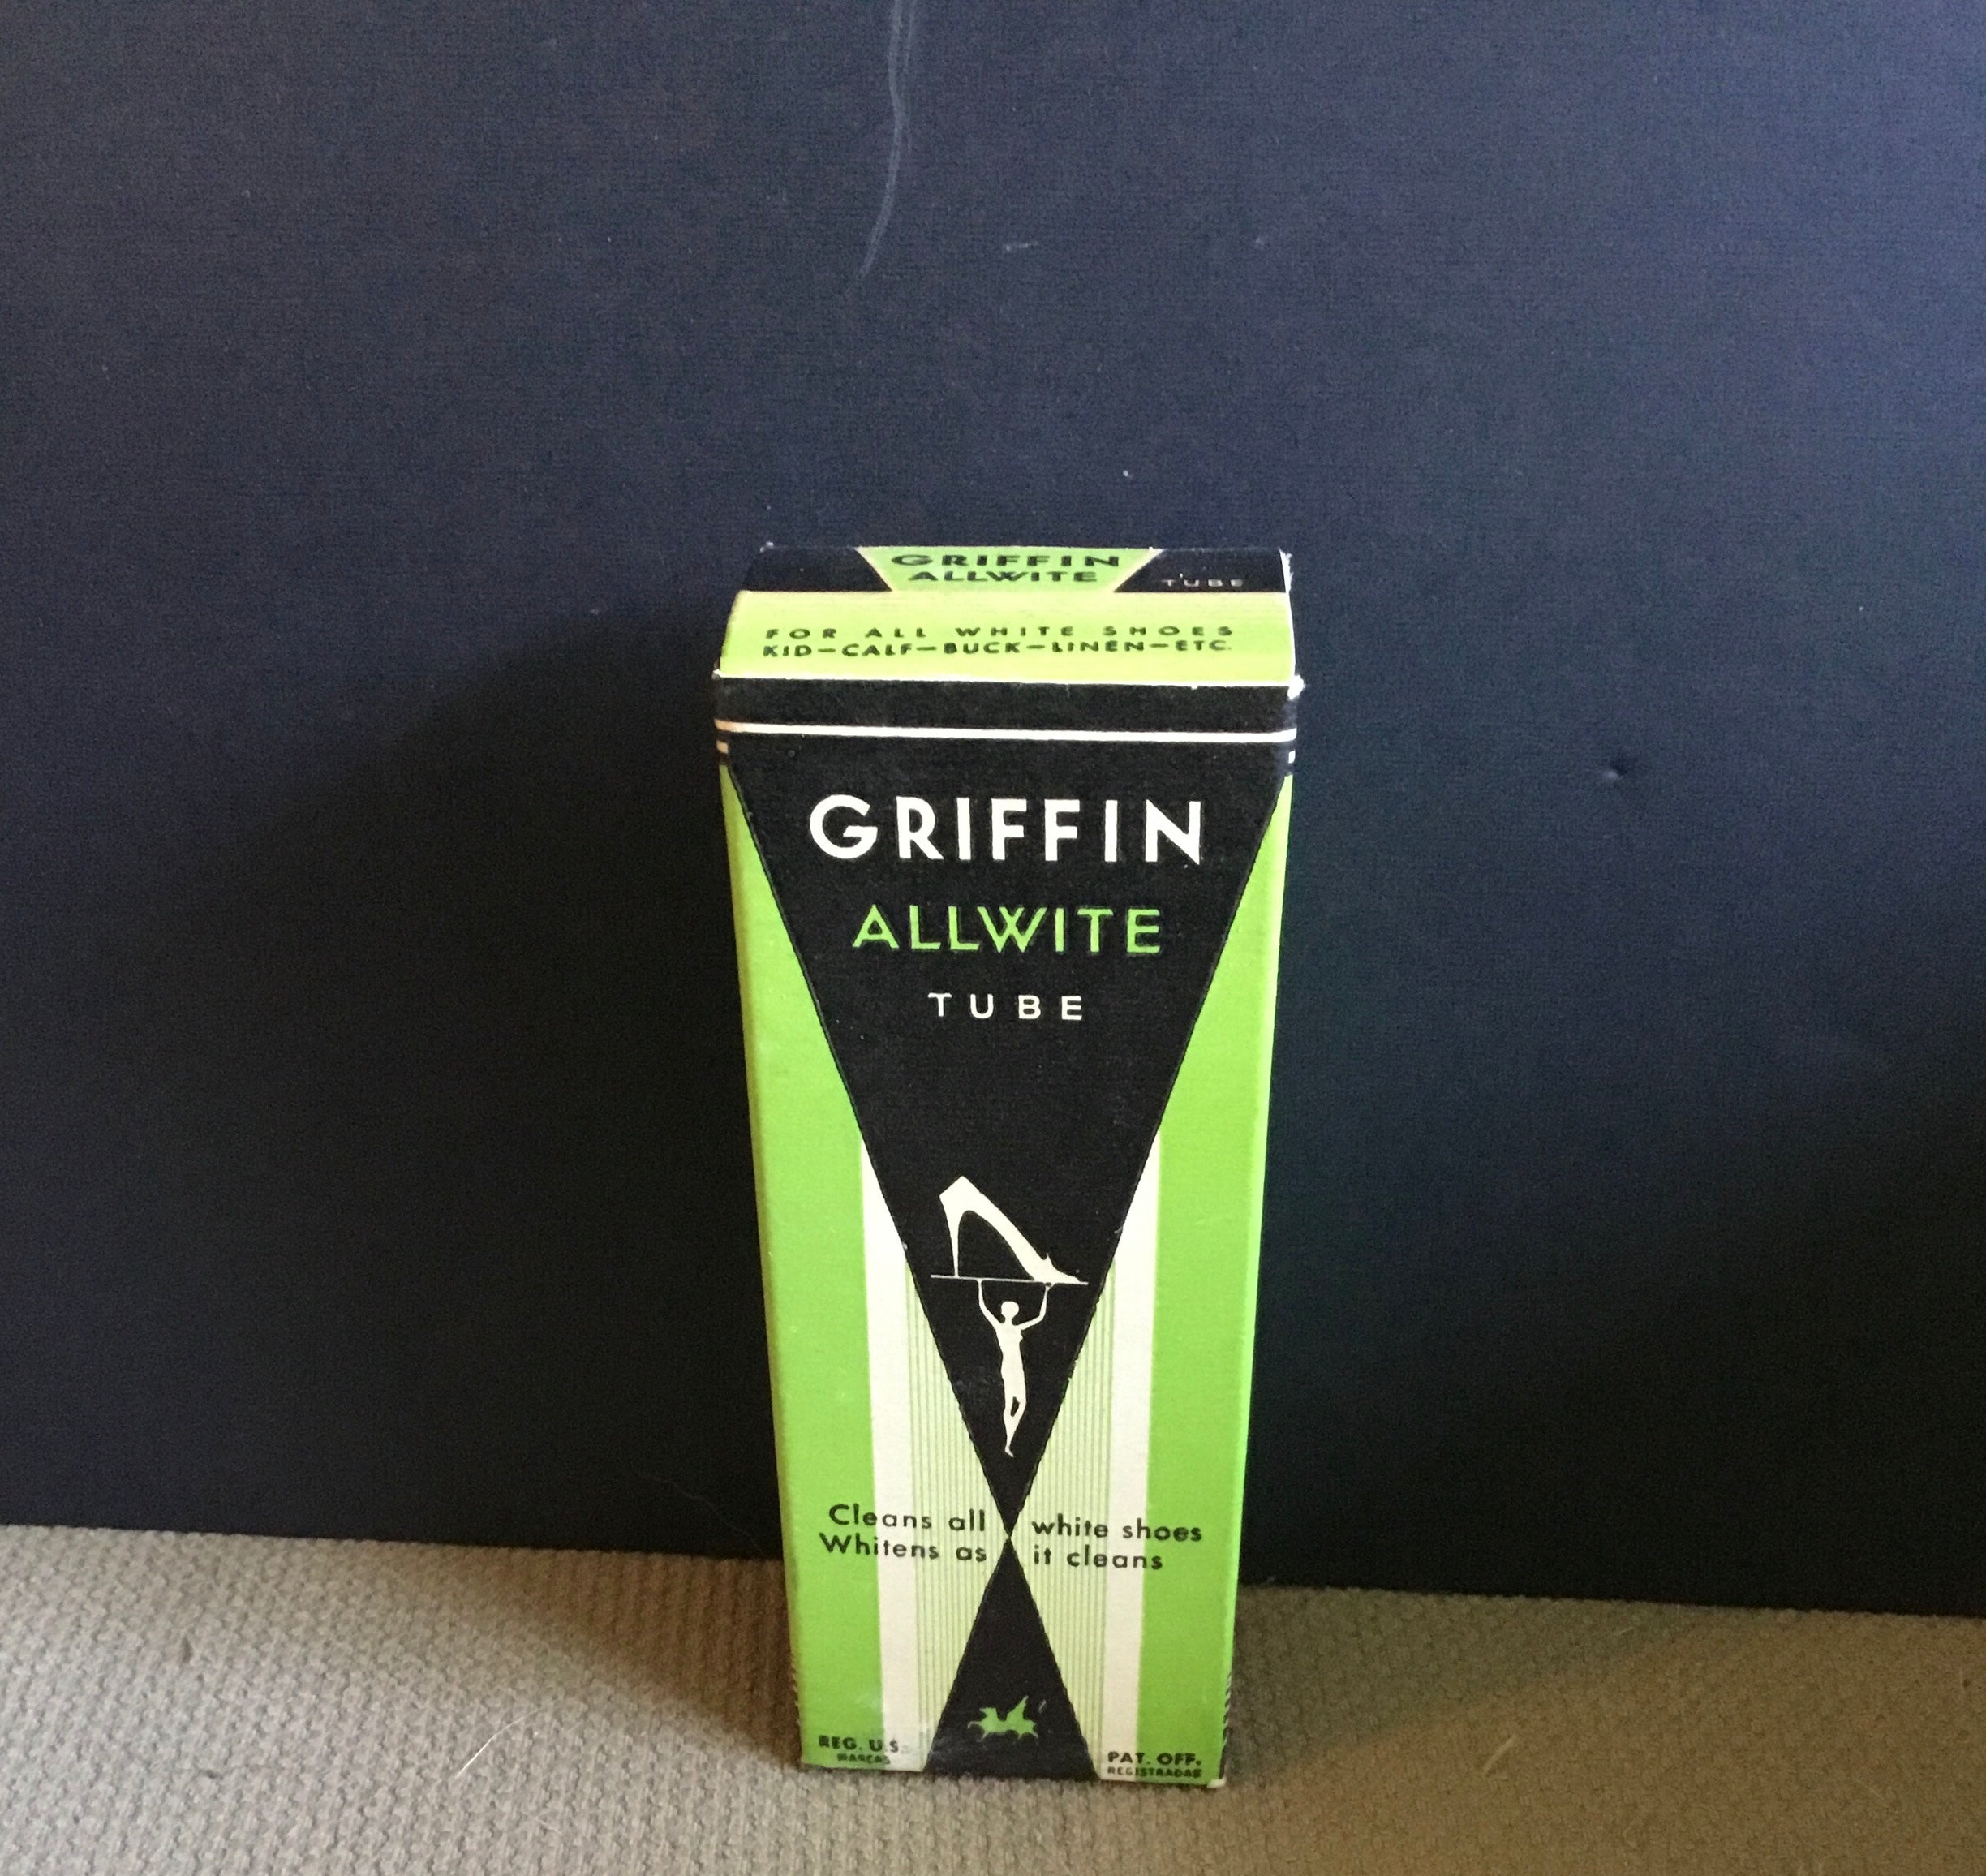 GRIFFIN
ALLWITE
TUBE
FOR ALL WHITE SHOES
KID-CALF-BUCK-LINEN-ETC.
GRIFFIN
ALLWITE
TUBE
Cleans all white shoes
Whitens as it cleans
REG. U.S. PAT. OFF.
MARCAS REGISTRADAS